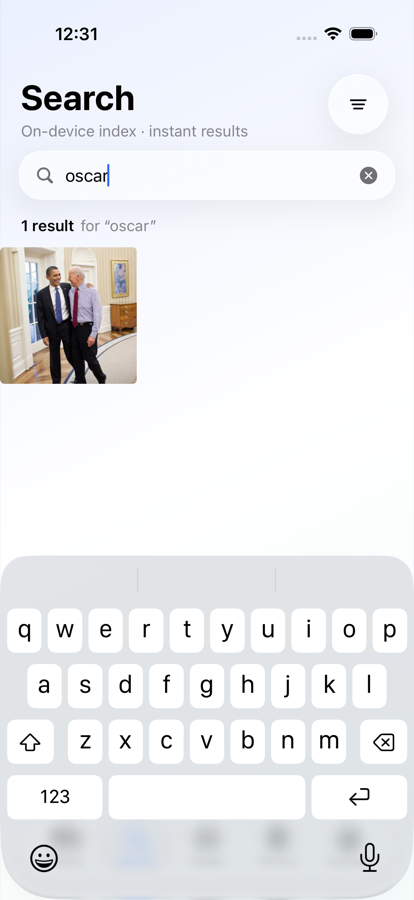 12:31
Search
On-device index · instant results
oscar
1 result for “oscar”
q w e r t y u i o p
a s d f g h j k l
z x c v b n m
123